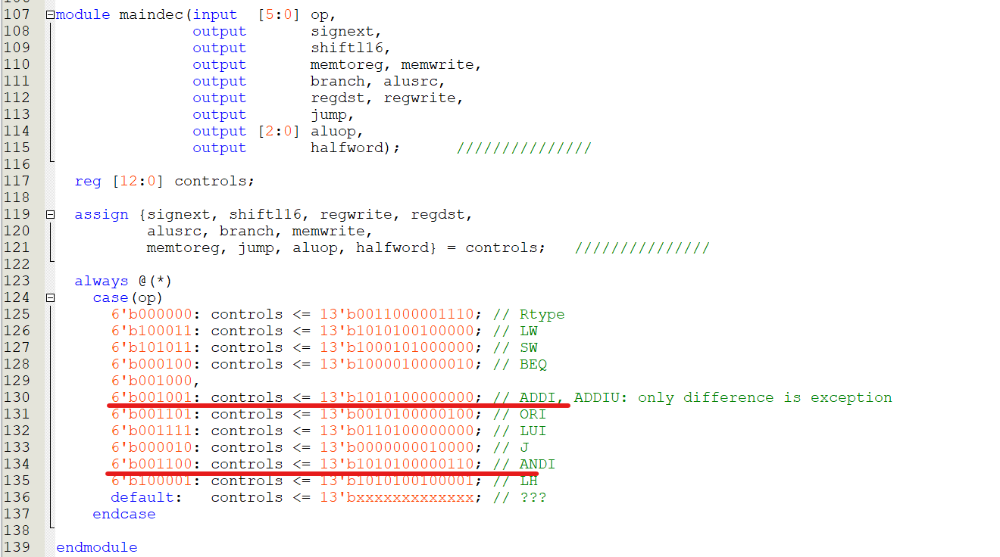 107 module maindec(input [5:0] op,
108 output signext,
109 output shiftl16,
110 output memtoreg, memwrite,
111 output branch, alusrc,
112 output regdst, regwrite,
113 output jump,
114 output [2:0] aluop,
115 output halfword); ///////////////
116
117 reg [12:0] controls;
118
119 assign {signext, shiftl16, regwrite, regdst,
120 alusrc, branch, memwrite,
121 memtoreg, jump, aluop, halfword} = controls; ///////////////
122
123 always @(*)
124 case(op)
125 6'b000000: controls <= 13'b0011000001110; // Rtype
126 6'b100011: controls <= 13'b1010100100000; // LW
127 6'b101011: controls <= 13'b1000101000000; // SW
128 6'b000100: controls <= 13'b1000010000010; // BEQ
129 6'b001000,
130 6'b001001: controls <= 13'b1010100000000; // ADDI, ADDIU: only difference is exception
131 6'b001101: controls <= 13'b0010100000100; // ORI
132 6'b001111: controls <= 13'b0110100000000; // LUI
133 6'b000010: controls <= 13'b0000000010000; // J
134 6'b001100: controls <= 13'b1010100000110; // ANDI
135 6'b100001: controls <= 13'b1010100100001; // LH
136 default: controls <= 13'bxxxxxxxxxxxxx; // ???
137 endcase
138
139 endmodule